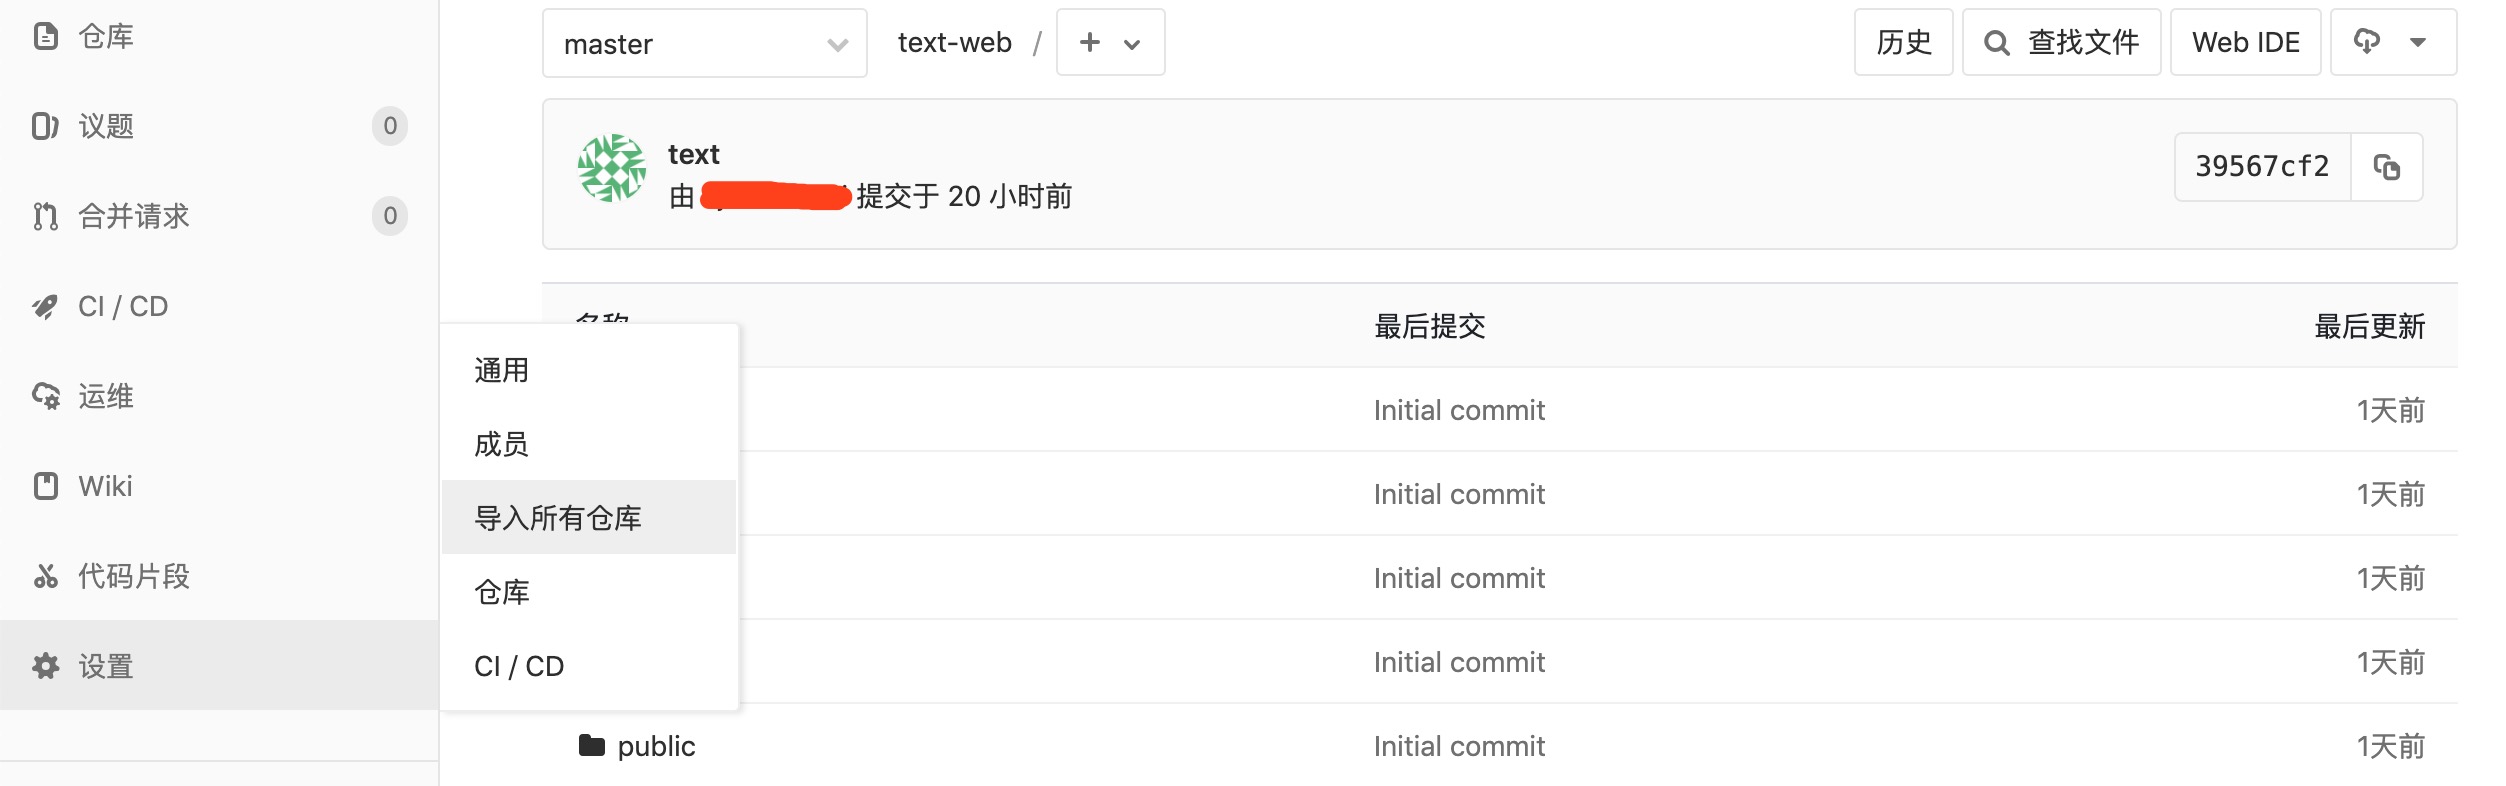 仓库
议题 0
合并请求 0
CI / CD
运维
Wiki
代码片段
设置
通用
成员
导入所有仓库
仓库
CI / CD
master
text-web /
历史
查找文件
Web IDE
text
由 提交于 20 小时前
39567cf2
名称 最后提交 最后更新
Initial commit 1天前
Initial commit 1天前
Initial commit 1天前
Initial commit 1天前
public Initial commit 1天前